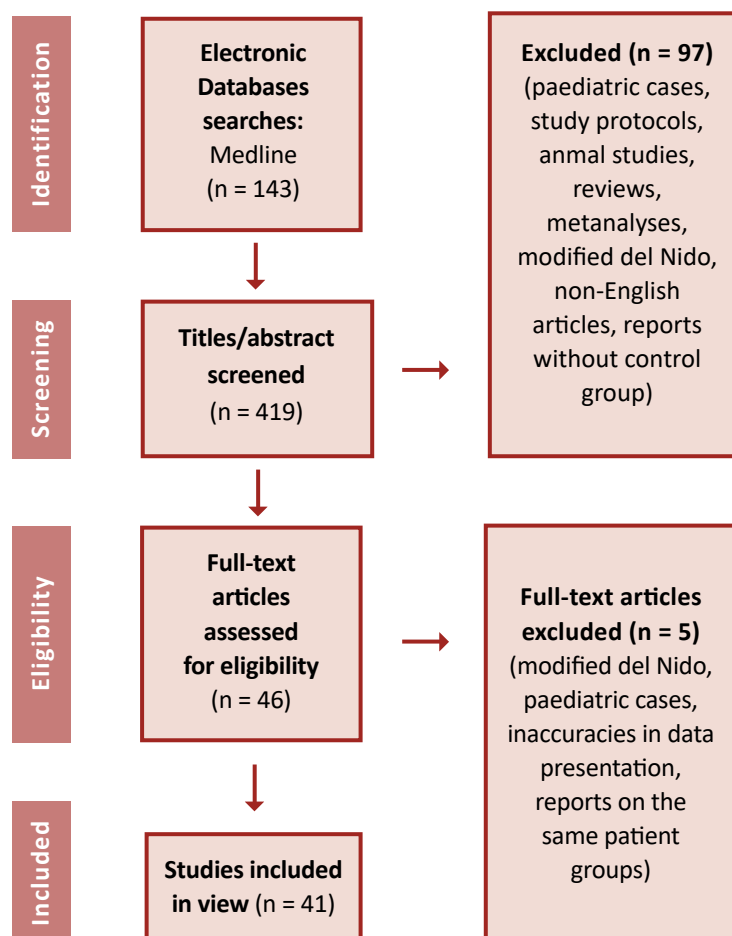 Identification
Electronic
Databases
searches:
Medline
(n = 143)
Excluded (n = 97)
(paediatric cases,
study protocols,
anmal studies,
reviews,
metanalyses,
modified del Nido,
non-English
articles, reports
without control
group)
Screening
Titles/abstract
screened
(n = 419)
Eligibility
Full-text
articles
assessed
for eligibility
(n = 46)
Full-text articles
excluded (n = 5)
(modified del Nido,
paediatric cases,
inaccuracies in data
presentation,
reports on the
same patient
groups)
Included
Studies included
in view (n = 41)